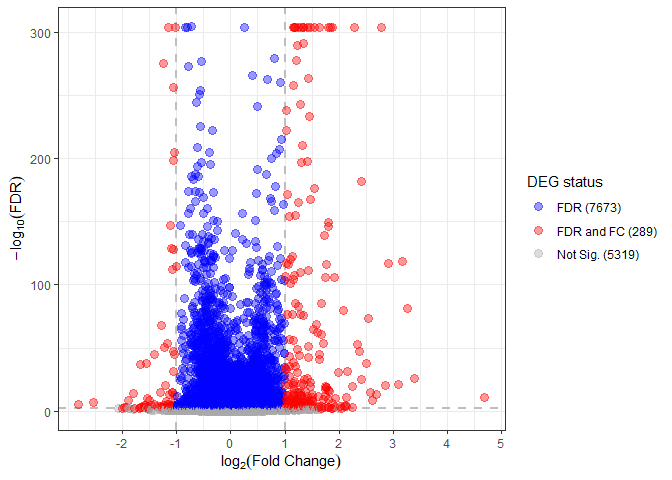 300
200
100
0
−log₁₀(FDR)
-2
-1
0
1
2
3
4
5
log₂(Fold Change)
DEG status
FDR (7673)
FDR and FC (289)
Not Sig. (5319)